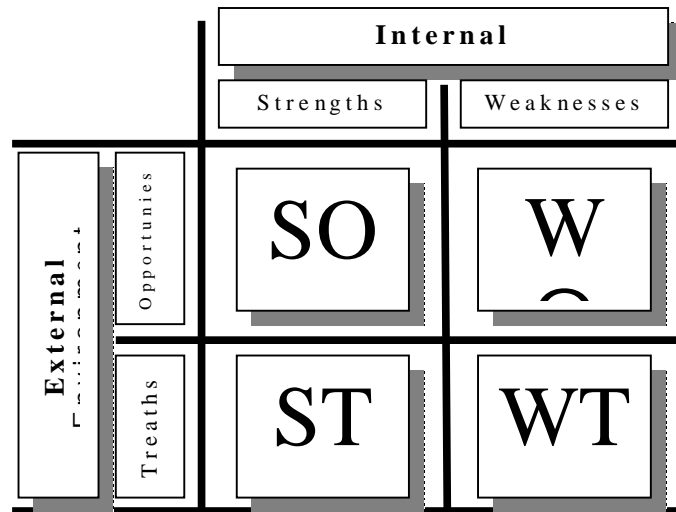 Internal
Strengths
Weaknesses
External
Opportunies
SO
W
Treaths
ST
WT